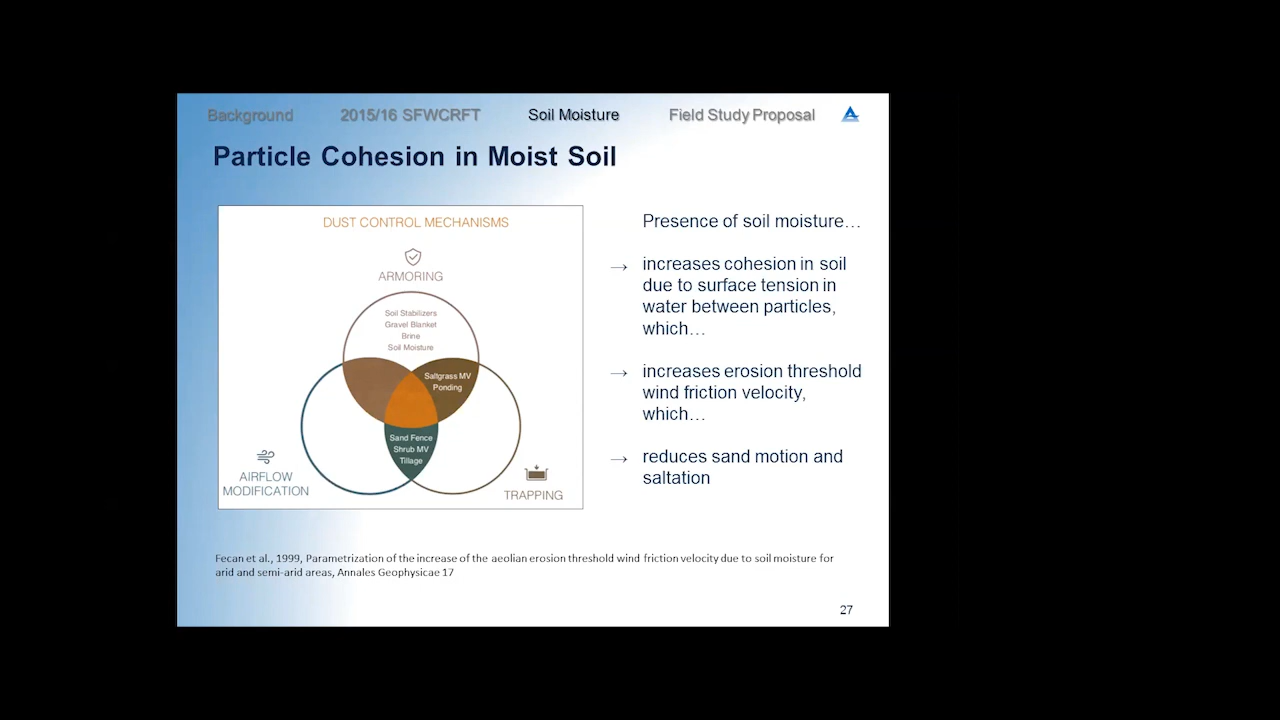 Background 2015/16 SFWCRFT Soil Moisture Field Study Proposal
Particle Cohesion in Moist Soil
DUST CONTROL MECHANISMS
ARMORING
Soil Stabilizers
Gravel Blanket
Brine
Soil Moisture
Saltgrass MV
Ponding
Sand Fence
Shrub MV
Tillage
AIRFLOW
MODIFICATION
TRAPPING
Presence of soil moisture…
→ increases cohesion in soil
due to surface tension in
water between particles,
which…
→ increases erosion threshold
wind friction velocity,
which…
→ reduces sand motion and
saltation
Fecan et al., 1999, Parametrization of the increase of the aeolian erosion threshold wind friction velocity due to soil moisture for
arid and semi-arid areas, Annales Geophysicae 17
27